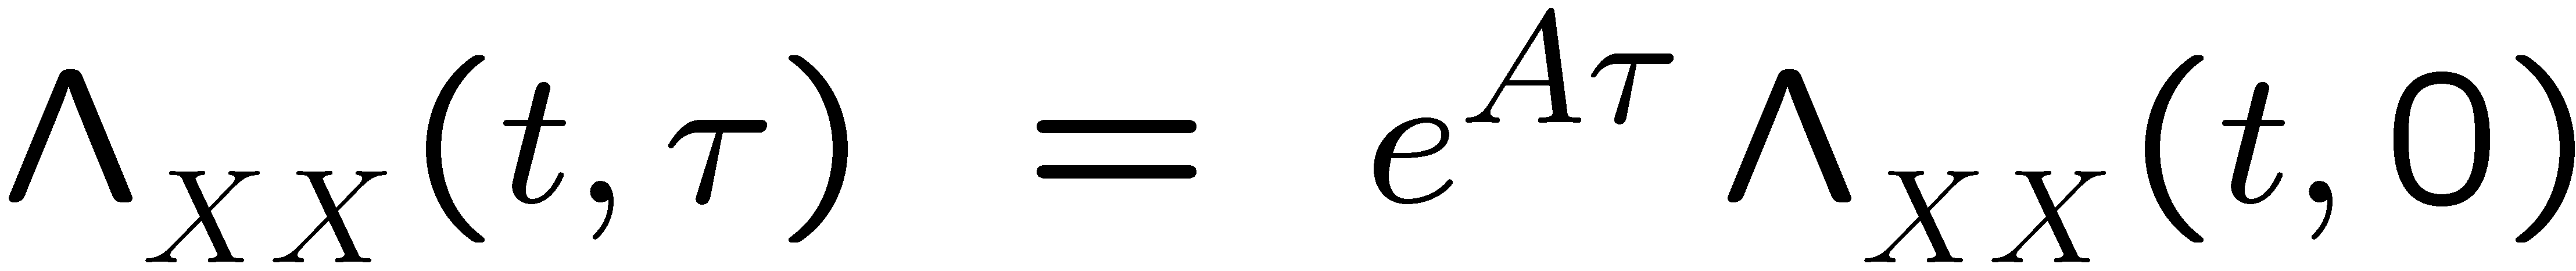 Λ_{XX}(t, τ) = e^{Aτ} Λ_{XX}(t, 0)